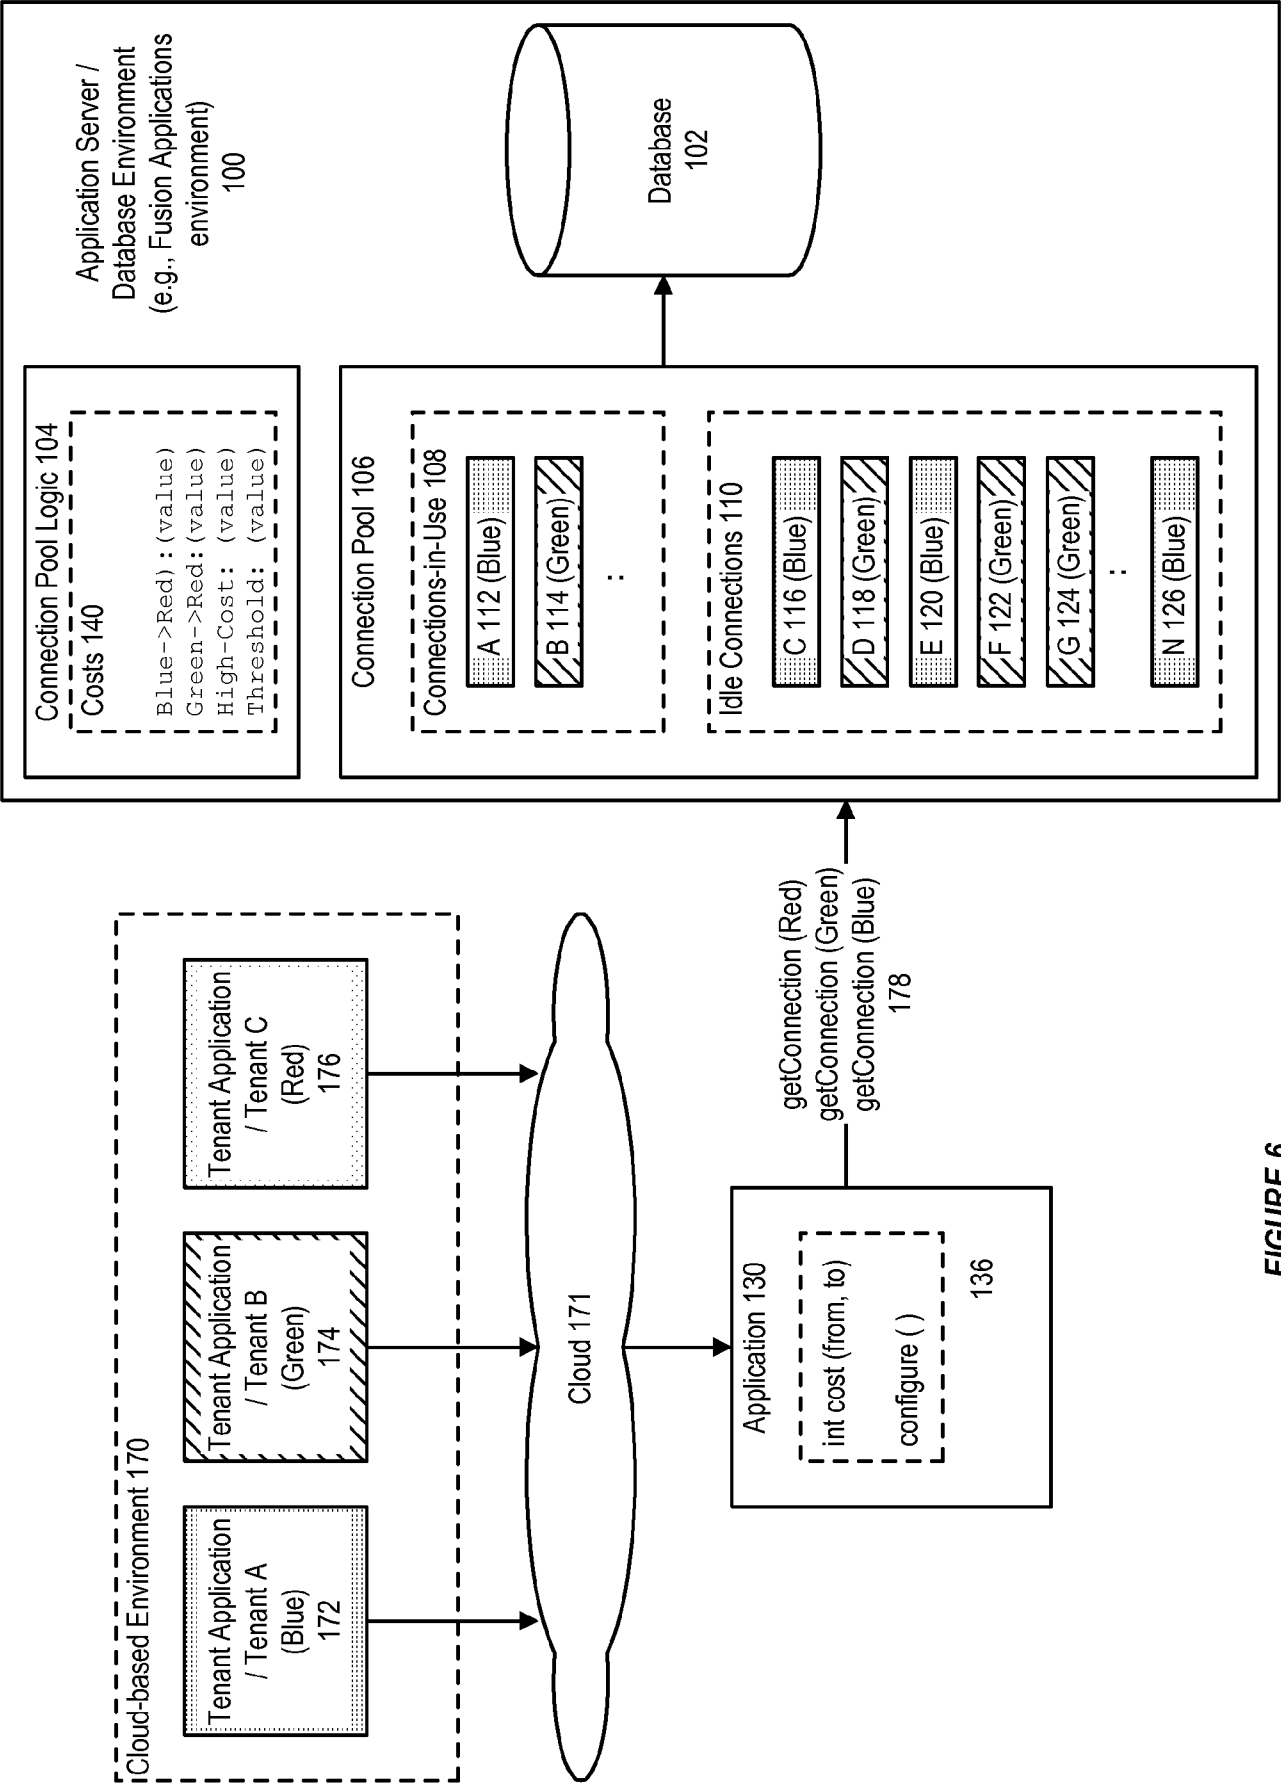 Cloud-based Environment 170
Tenant Application
/ Tenant A
(Blue)
172
Tenant Application
/ Tenant B
(Green)
174
Tenant Application
/ Tenant C
(Red)
176
Cloud 171
Application 130
int cost (from, to)
configure ( )
136
getConnection (Red)
getConnection (Green)
getConnection (Blue)
178
Application Server /
Database Environment
(e.g., Fusion Applications
environment)
100
Connection Pool Logic 104
Costs 140
Blue->Red):(value)
Green->Red:(value)
High-Cost: (value)
Threshold: (value)
Connection Pool 106
Connections-in-Use 108
A 112 (Blue)
B 114 (Green)
:
Idle Connections 110
C 116 (Blue)
D 118 (Green)
E 120 (Blue)
F 122 (Green)
G 124 (Green)
:
N 126 (Blue)
Database
102
FIGURE 6